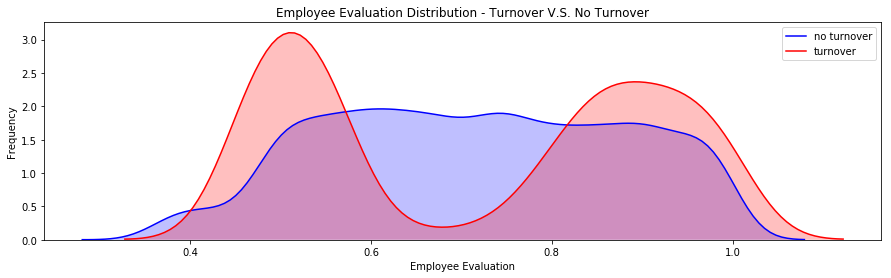 Employee Evaluation Distribution - Turnover V.S. No Turnover
no turnover
turnover
Frequency
3.0
2.5
2.0
1.5
1.0
0.5
0.0
0.4 0.6 0.8 1.0
Employee Evaluation